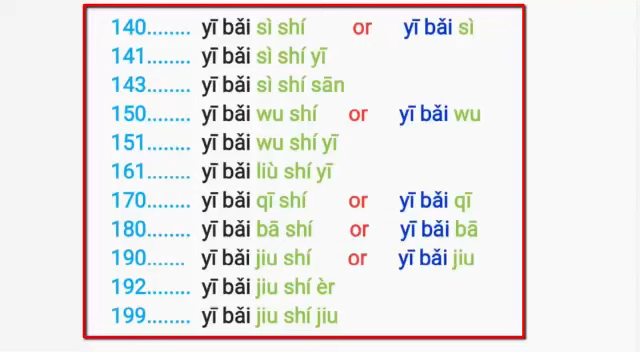 140........ yī bǎi sì shí or yī bǎi sì
141........ yī bǎi sì shí yī
143........ yī bǎi sì shí sān
150........ yī bǎi wu shí or yī bǎi wu
151........ yī bǎi wu shí yī
161........ yī bǎi liù shí yī
170........ yī bǎi qī shí or yī bǎi qī
180........ yī bǎi bā shí or yī bǎi bā
190....... yī bǎi jiu shí or yī bǎi jiu
192........ yī bǎi jiu shí èr
199........ yī bǎi jiu shí jiu